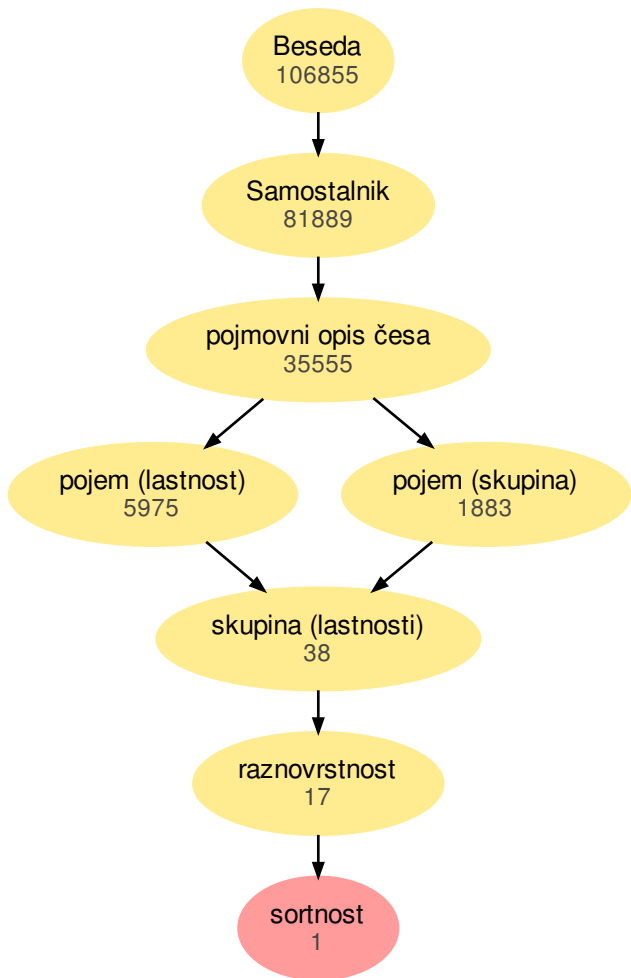 Beseda
106855
Samostalnik
81889
pojmovni opis česa
35555
pojem (lastnost)
5975
pojem (skupina)
1883
skupina (lastnosti)
38
raznovrstnost
17
sortnost
1